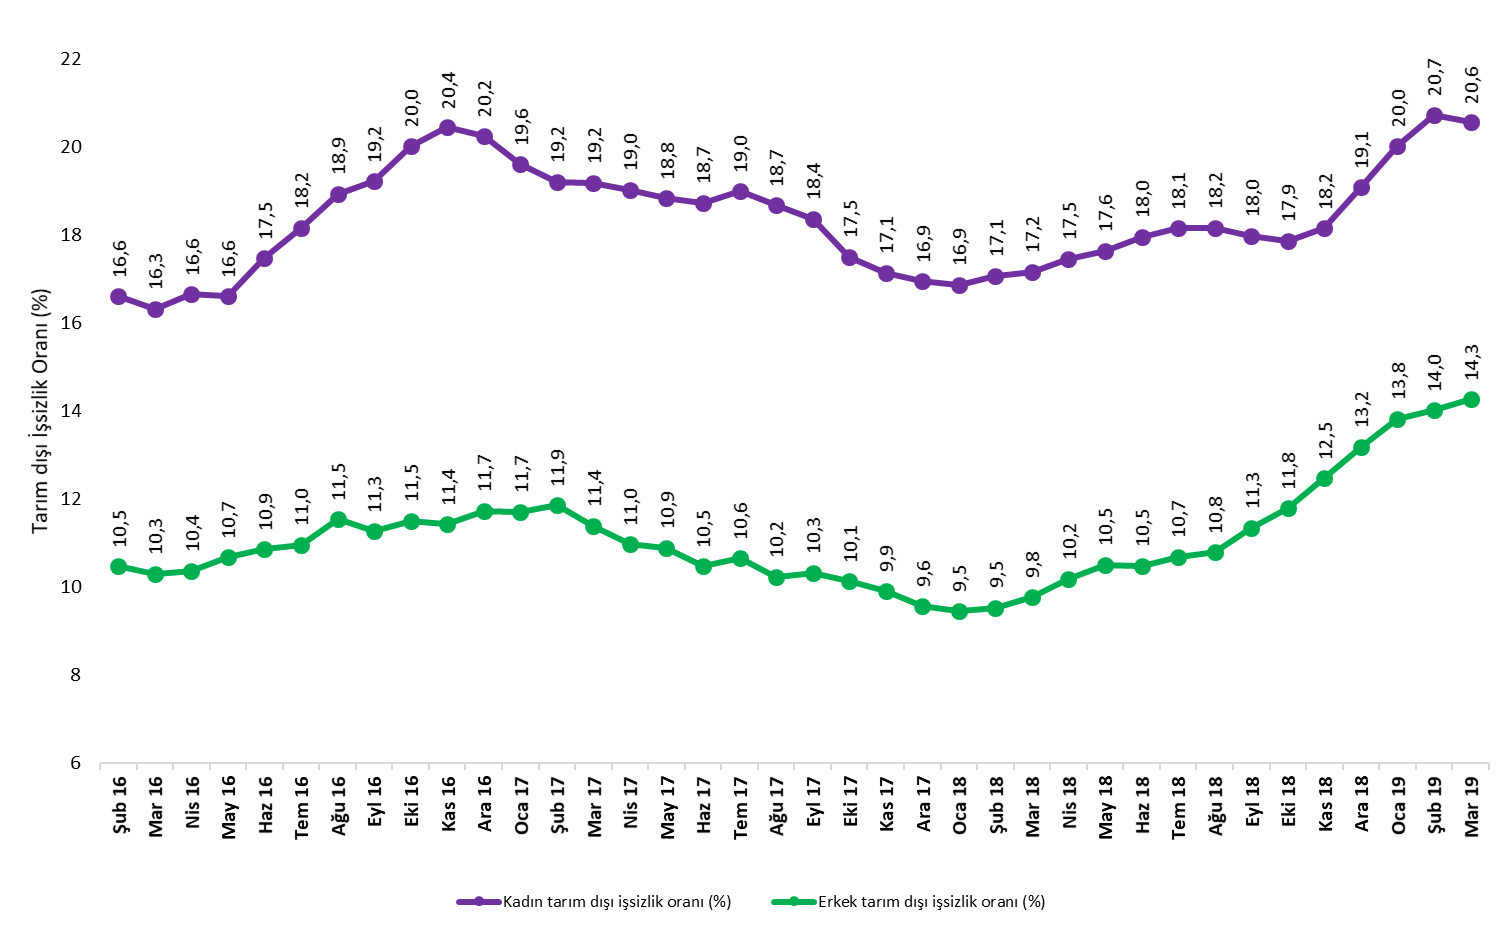 22
20
18
16
14
12
10
8
6
Tarım dışı İşsizlik Oranı (%)
16,6 16,3 16,6 16,6 17,5 18,2 18,9 19,2 20,0 20,4 20,2 19,6 19,2 19,2 19,0 18,8 18,7 19,0 18,7 18,4 17,5 17,1 16,9 16,9 17,1 17,2 17,5 17,6 18,0 18,1 18,2 18,0 17,9 18,2 19,1 20,0 20,7 20,6
10,5 10,3 10,4 10,7 10,9 11,0 11,5 11,3 11,5 11,4 11,7 11,7 11,9 11,4 11,0 10,9 10,5 10,6 10,2 10,3 10,1 9,9 9,6 9,5 9,5 9,8 10,2 10,5 10,5 10,7 10,8 11,3 11,8 12,5 13,2 13,8 14,0 14,3
Şub 16 Mar 16 Nis 16 May 16 Haz 16 Tem 16 Ağu 16 Eyl 16 Eki 16 Kas 16 Ara 16 Oca 17 Şub 17 Mar 17 Nis 17 May 17 Haz 17 Tem 17 Ağu 17 Eyl 17 Eki 17 Kas 17 Ara 17 Oca 18 Şub 18 Mar 18 Nis 18 May 18 Haz 18 Tem 18 Ağu 18 Eyl 18 Eki 18 Kas 18 Ara 18 Oca 19 Şub 19 Mar 19
Kadın tarım dışı işsizlik oranı (%) Erkek tarım dışı işsizlik oranı (%)